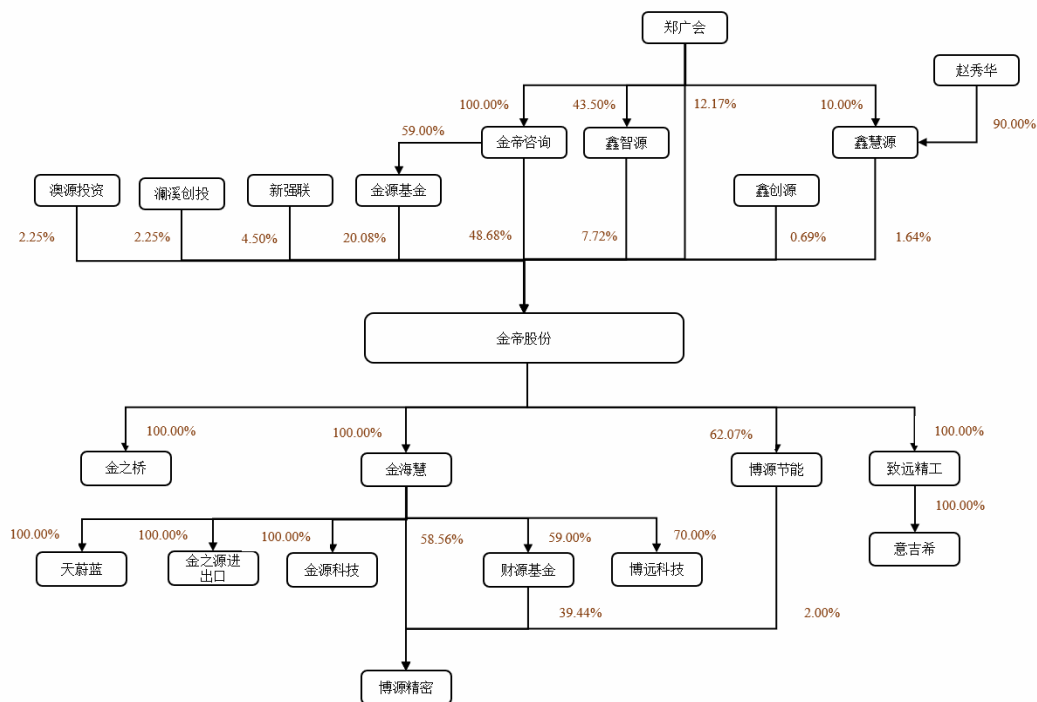 郑广会
赵秀华
100.00%
43.50%
12.17%
10.00%
90.00%
59.00%
金帝咨询
鑫智源
鑫慧源
澳源投资
澜溪创投
新强联
金源基金
鑫创源
2.25%
2.25%
4.50%
20.08%
48.68%
7.72%
0.69%
1.64%
金帝股份
100.00%
100.00%
62.07%
100.00%
金之桥
金海慧
博源节能
致远精工
100.00%
100.00%
100.00%
100.00%
58.56%
59.00%
70.00%
天蔚蓝
金之源进
出口
金源科技
财源基金
博远科技
意吉希
39.44%
2.00%
博源精密